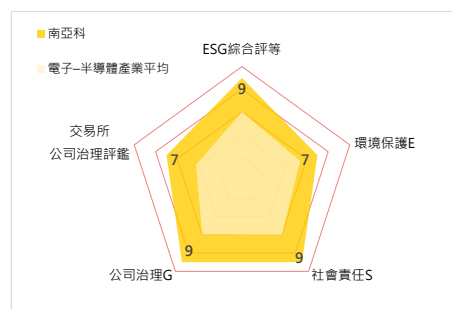 南亞科
電子–半導體產業平均
ESG綜合評等
9
交易所
公司治理評鑑
7
7
環境保護E
9
9
公司治理G
社會責任S